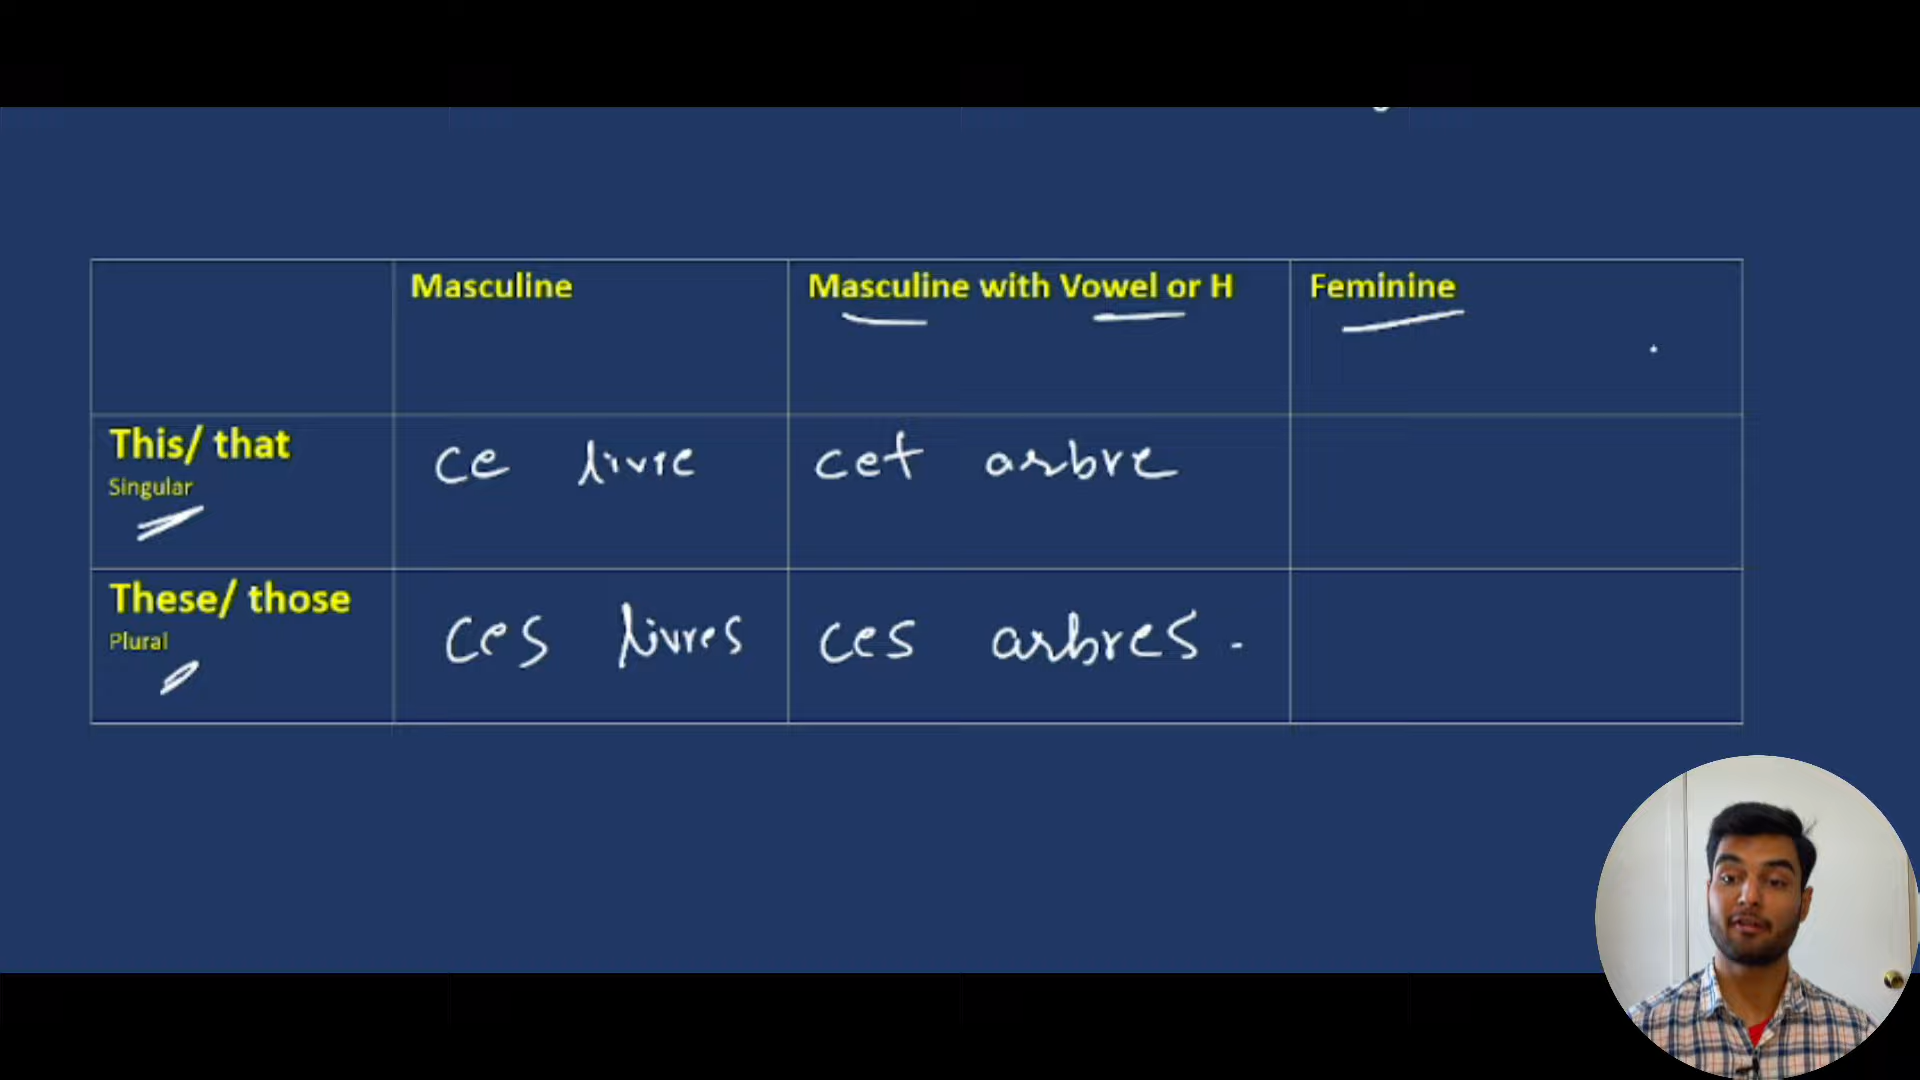 Masculine
Masculine with Vowel or H
Feminine
This/ that
Singular
ce livre
cet arbre
These/ those
Plural
ces livres
ces arbres